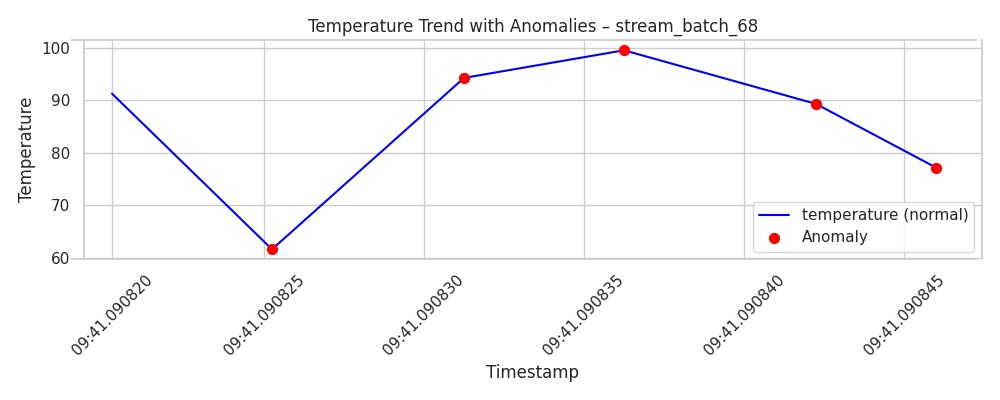 Temperature Trend with Anomalies – stream_batch_68
Temperature
100
90
80
70
60
temperature (normal)
Anomaly
09:41.090820
09:41.090825
09:41.090830
09:41.090835
09:41.090840
09:41.090845
Timestamp